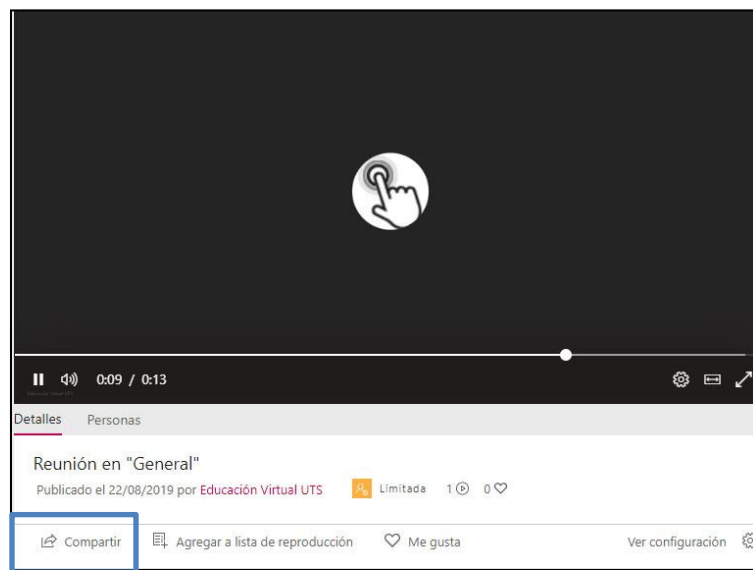 0:09 / 0:13
Detalles Personas
Reunión en "General"
Publicado el 22/08/2019 por Educación Virtual UTS Limitada 1 0
Compartir Agregar a lista de reproducción Me gusta Ver configuración